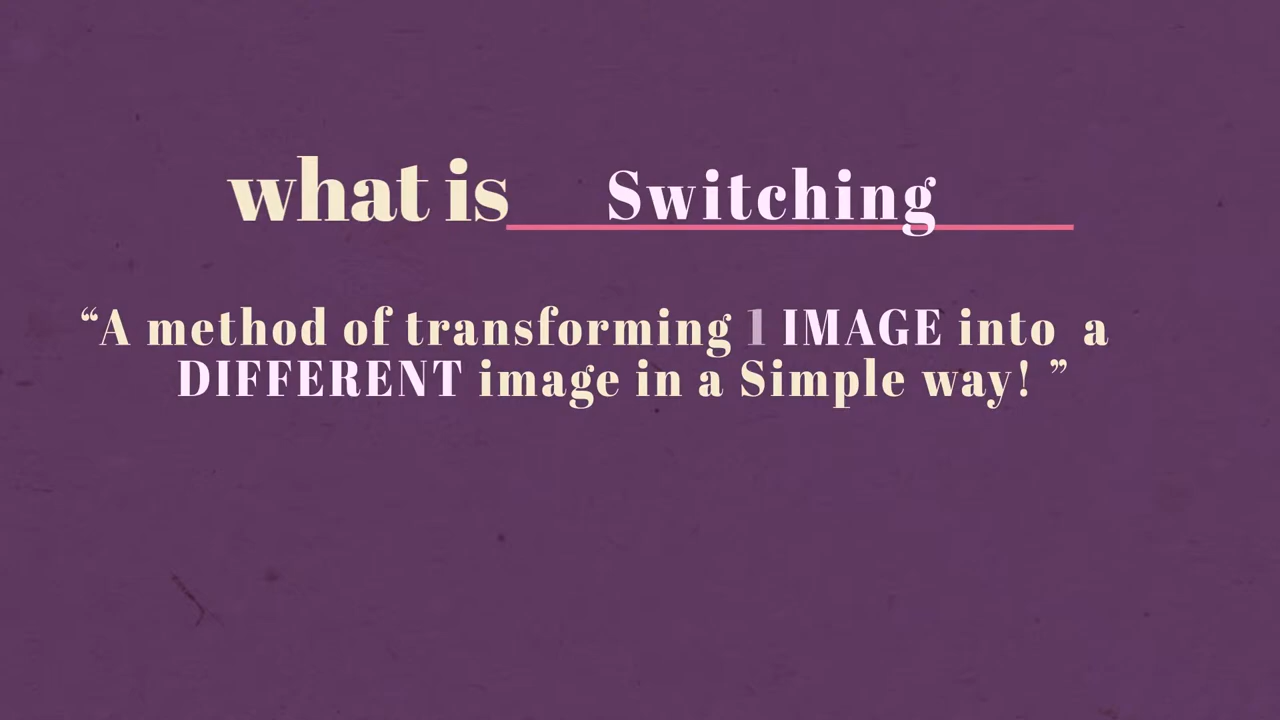 what is Switching
“A method of transforming 1 IMAGE into a
DIFFERENT image in a Simple way! ”